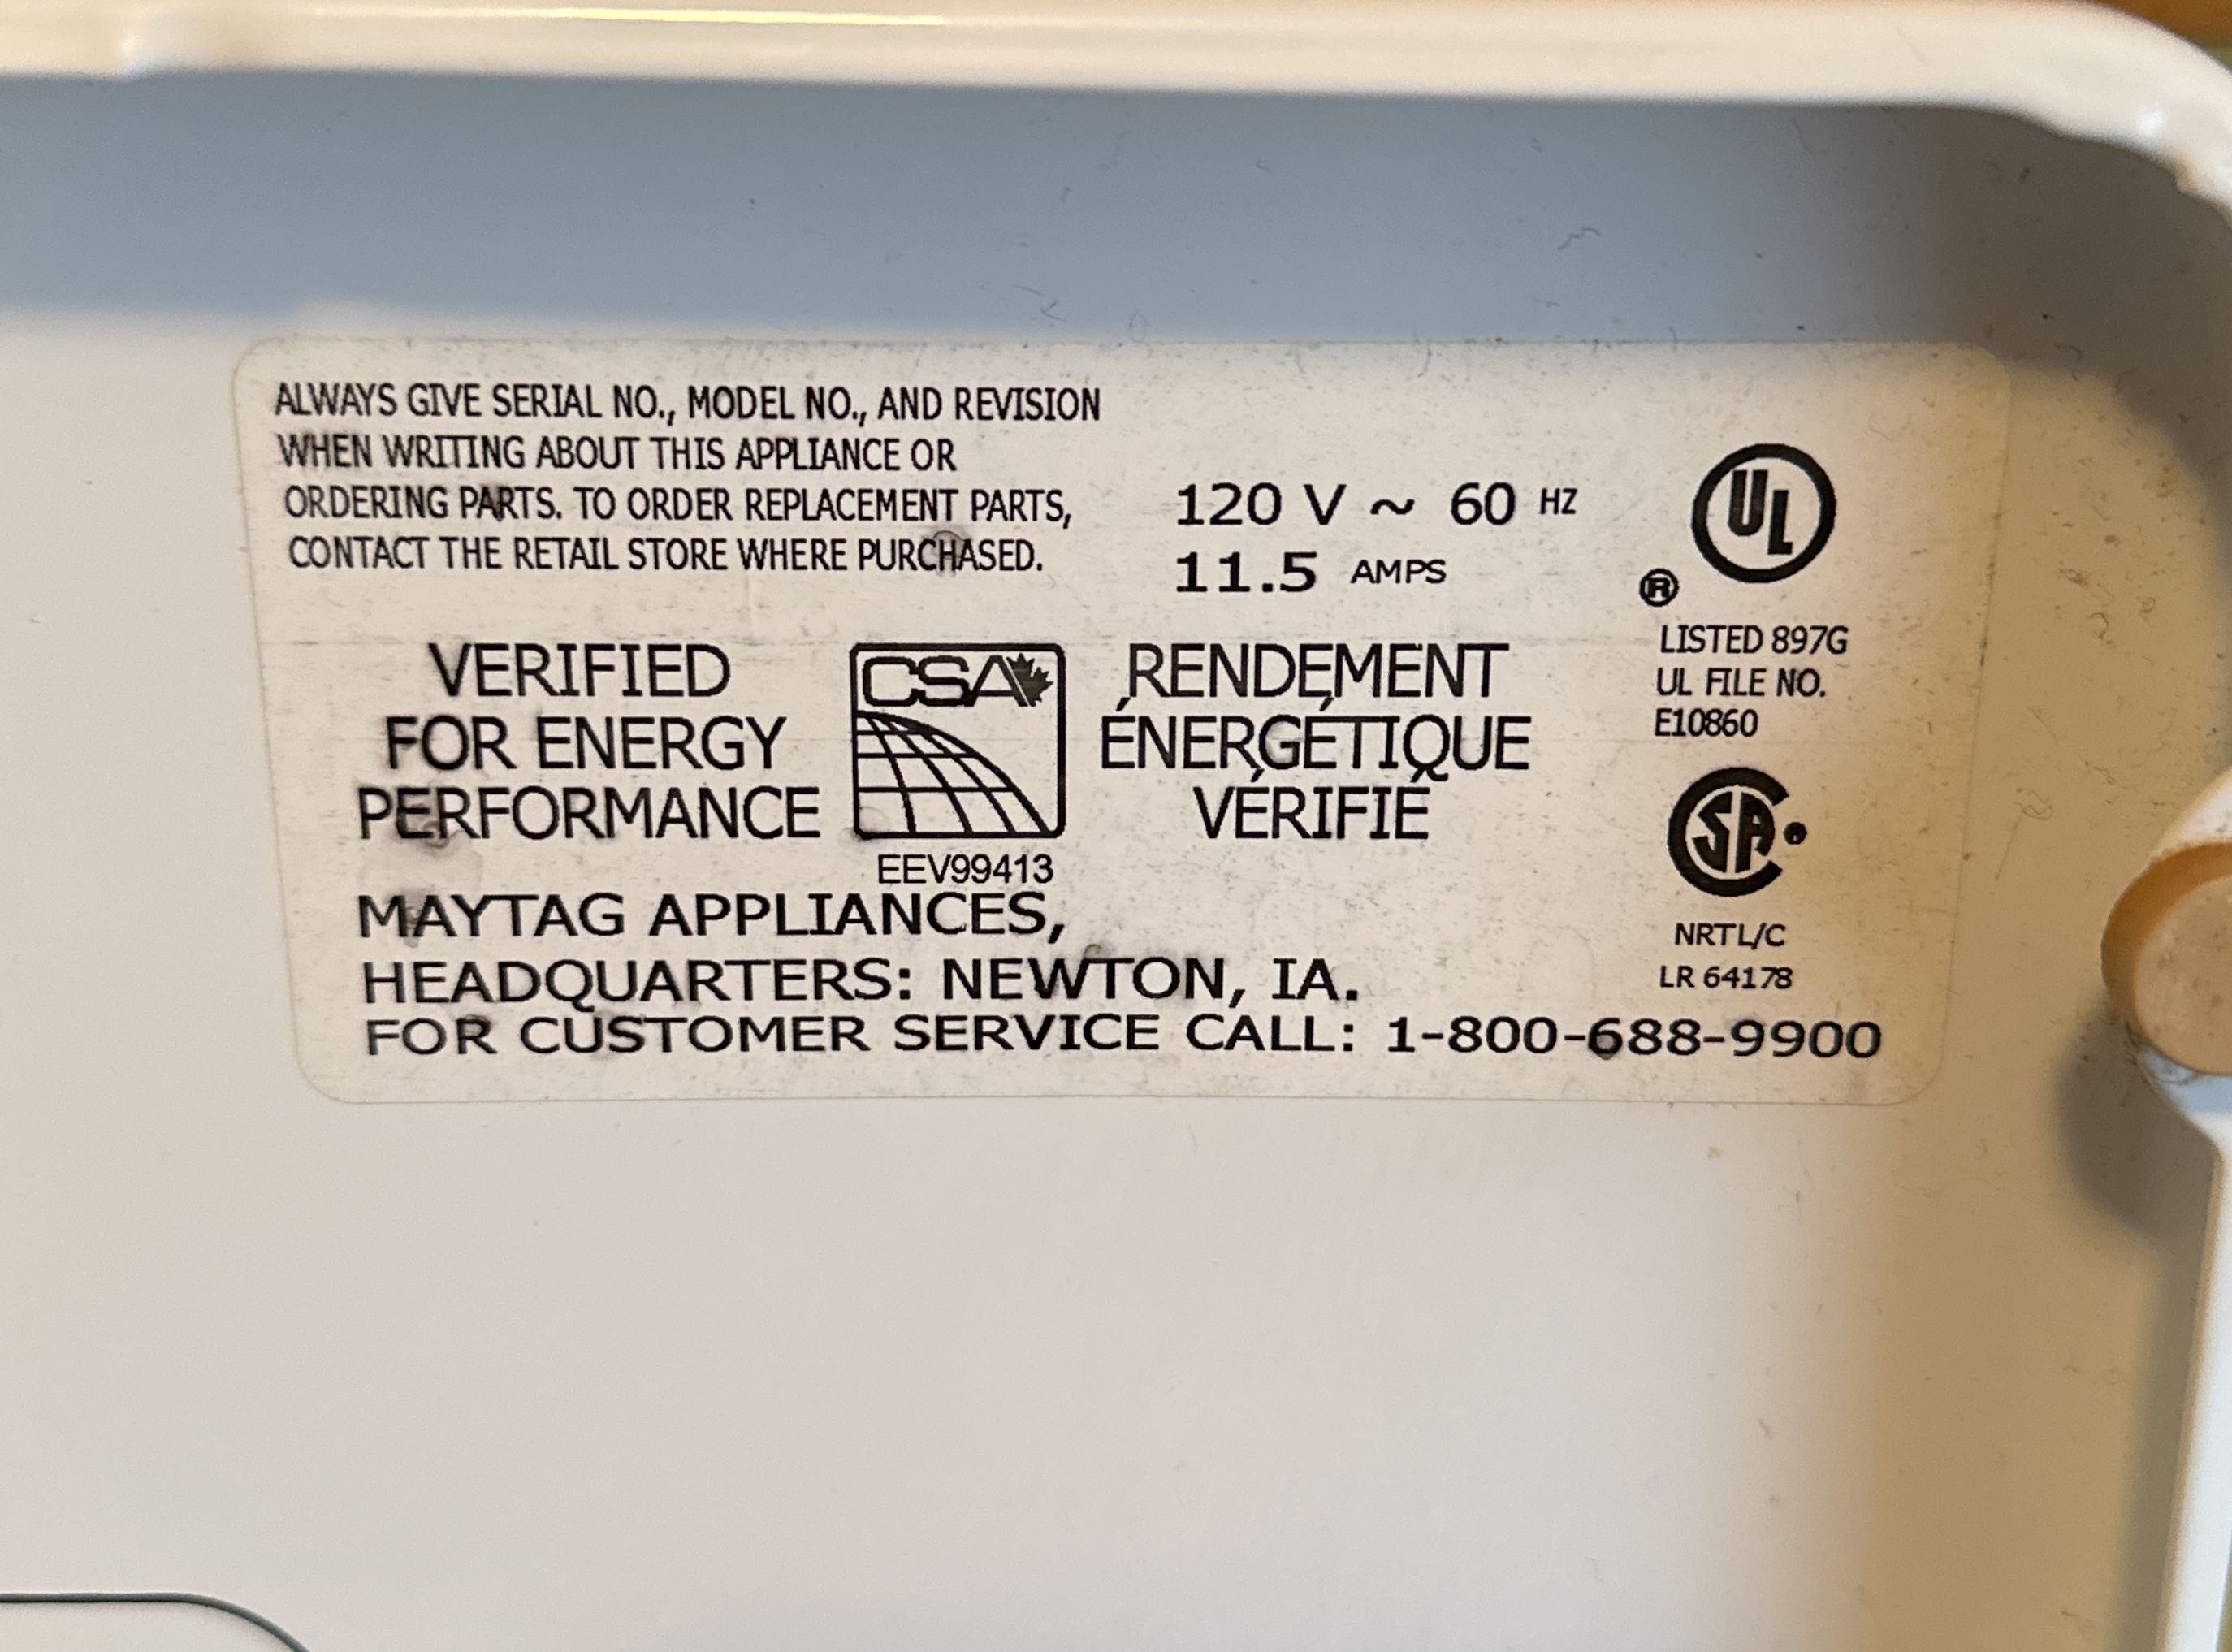 ALWAYS GIVE SERIAL NO., MODEL NO., AND REVISION
WHEN WRITING ABOUT THIS APPLIANCE OR
ORDERING PARTS. TO ORDER REPLACEMENT PARTS,
CONTACT THE RETAIL STORE WHERE PURCHASED.
120 V ~ 60 HZ
11.5 AMPS
UL
®
LISTED 897G
UL FILE NO.
E10860
VERIFIED
FOR ENERGY
PERFORMANCE
CSA
EEV99413
RENDEMENT
ÉNERGÉTIQUE
VÉRIFIÉ
CSA
NRTL/C
LR 64178
MAYTAG APPLIANCES,
HEADQUARTERS: NEWTON, IA.
FOR CUSTOMER SERVICE CALL: 1-800-688-9900